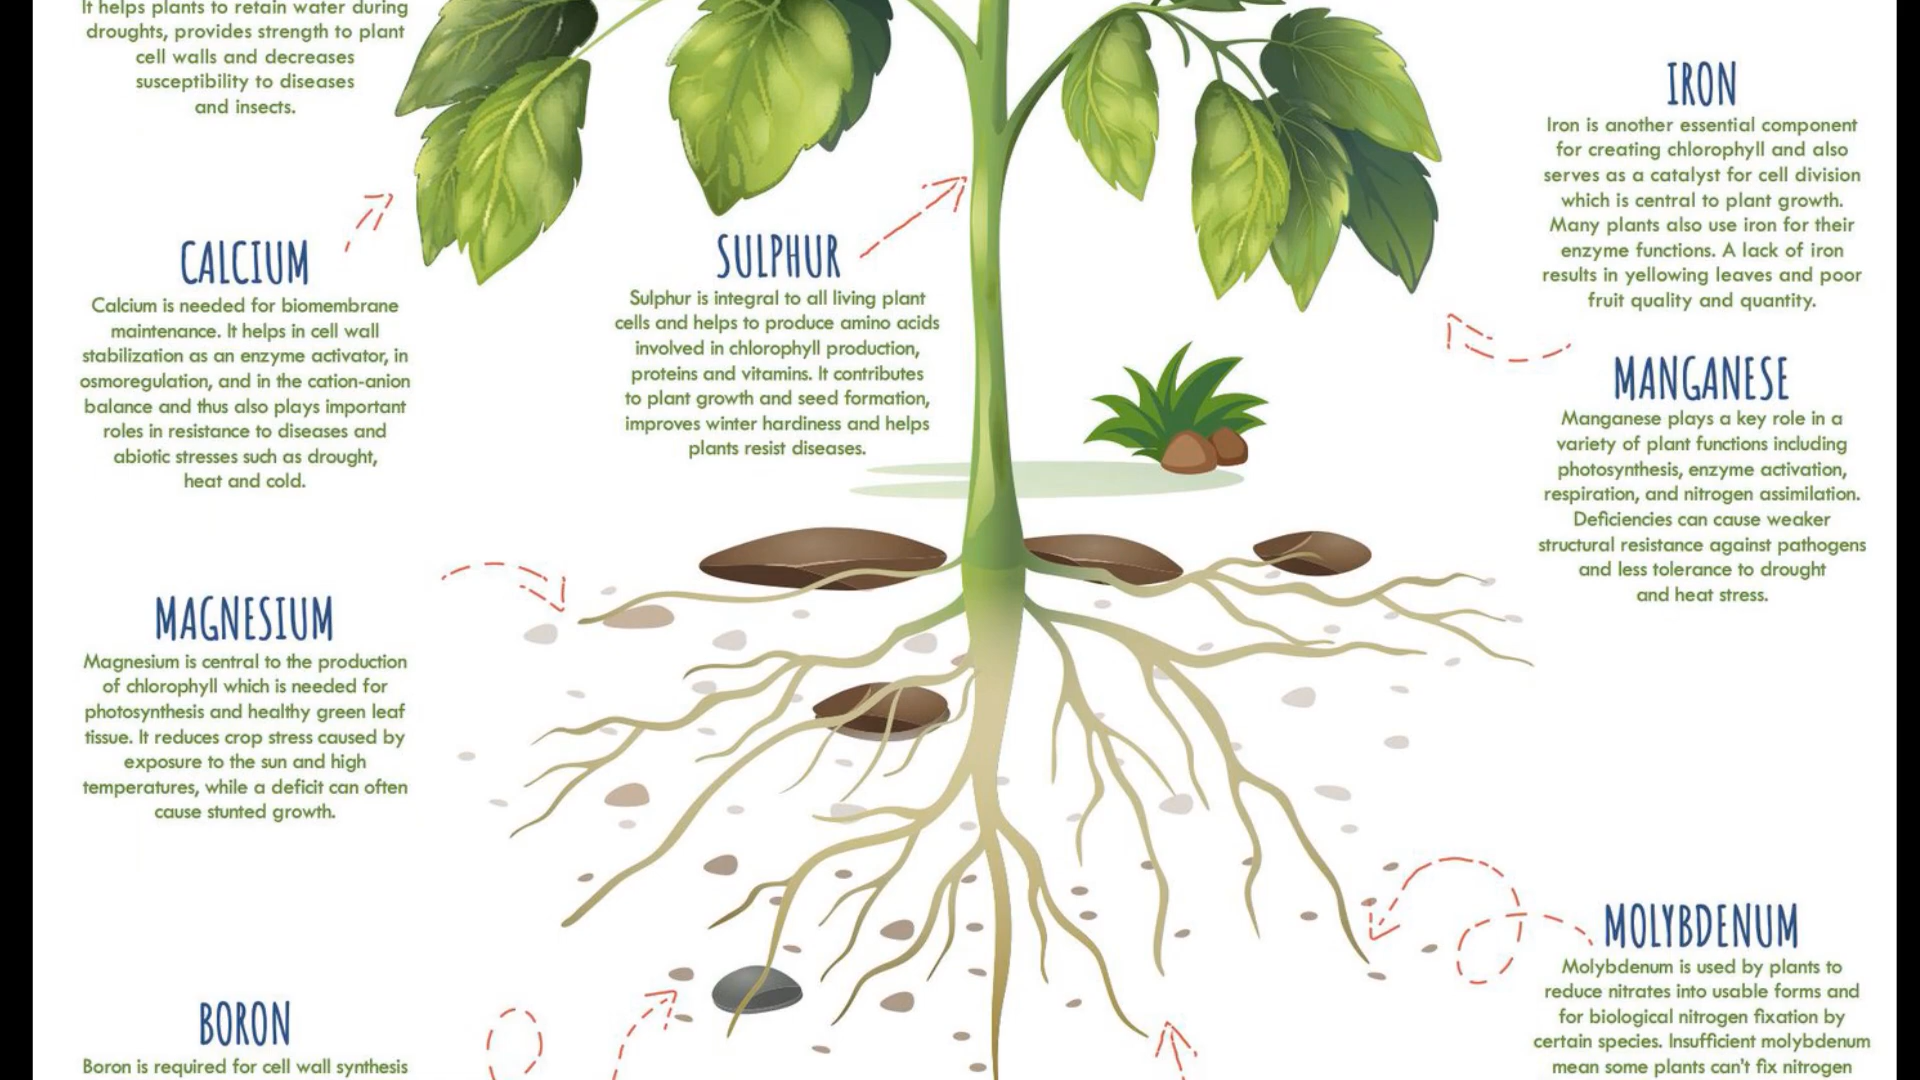 It helps plants to retain water during
droughts, provides strength to plant
cell walls and decreases
susceptibility to diseases
and insects.
CALCIUM
Calcium is needed for biomembrane
maintenance. It helps in cell wall
stabilization as an enzyme activator, in
osmoregulation, and in the cation-anion
balance and thus also plays important
roles in resistance to diseases and
abiotic stresses such as drought,
heat and cold.
MAGNESIUM
Magnesium is central to the production
of chlorophyll which is needed for
photosynthesis and healthy green leaf
tissue. It reduces crop stress caused by
exposure to the sun and high
temperatures, while a deficit can often
cause stunted growth.
BORON
Boron is required for cell wall synthesis
SULPHUR
Sulphur is integral to all living plant
cells and helps to produce amino acids
involved in chlorophyll production,
proteins and vitamins. It contributes
to plant growth and seed formation,
improves winter hardiness and helps
plants resist diseases.
IRON
Iron is another essential component
for creating chlorophyll and also
serves as a catalyst for cell division
which is central to plant growth.
Many plants also use iron for their
enzyme functions. A lack of iron
results in yellowing leaves and poor
fruit quality and quantity.
MANGANESE
Manganese plays a key role in a
variety of plant functions including
photosynthesis, enzyme activation,
respiration, and nitrogen assimilation.
Deficiencies can cause weaker
structural resistance against pathogens
and less tolerance to drought
and heat stress.
MOLYBDENUM
Molybdenum is used by plants to
reduce nitrates into usable forms and
for biological nitrogen fixation by
certain species. Insufficient molybdenum
mean some plants can't fix nitrogen